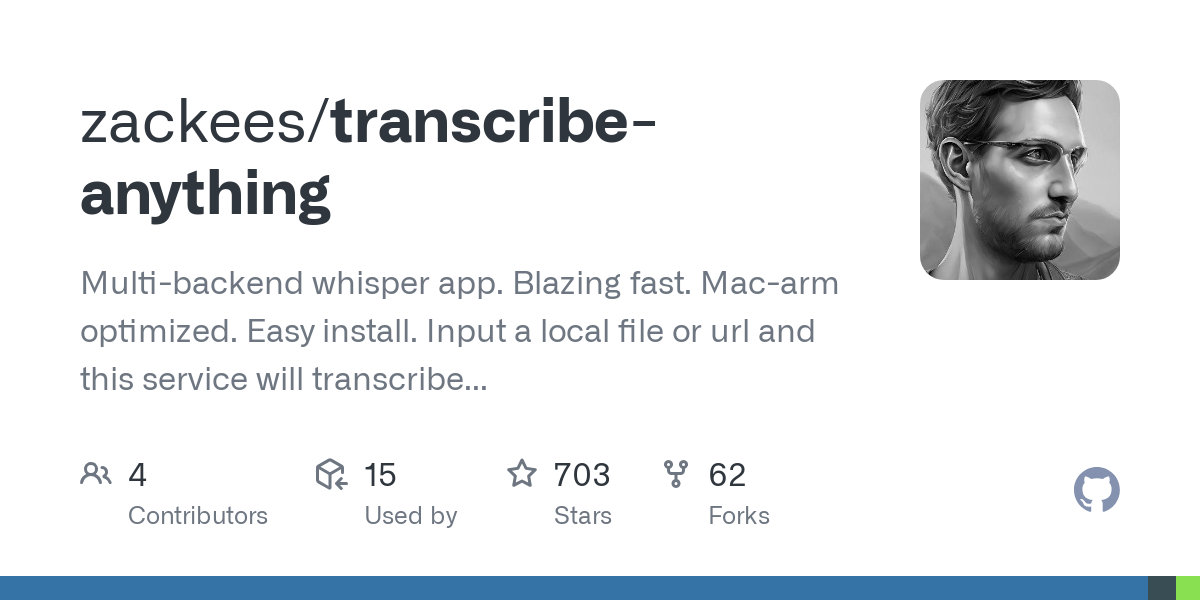 zackees/transcribe-
anything
Multi-backend whisper app. Blazing fast. Mac-arm
optimized. Easy install. Input a local file or url and
this service will transcribe...
4
Contributors
15
Used by
703
Stars
62
Forks